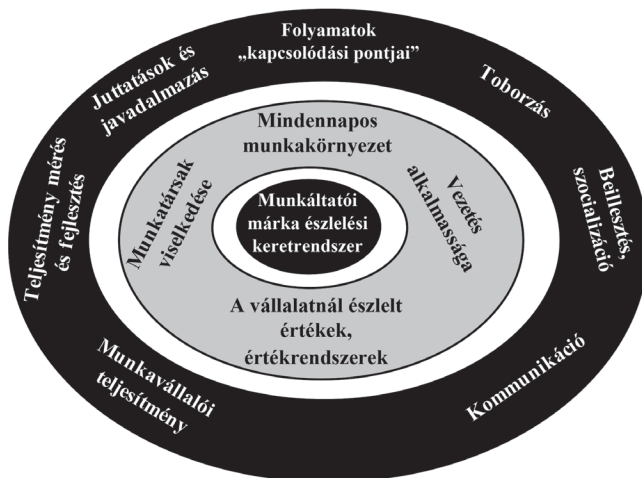 Folyamatok
„kapcsolódási pontjai”
Toborzás
Beillesztés,
szocializáció
Kommunikáció
Munkavállalói
teljesítmény
Teljesítmény mérés
és fejlesztés
Juttatások és
javadalmazás
Mindennapos
munkakörnyezet
Vezetés
alkalmassága
A vállalatnál észlelt
értékek,
értékrendszerek
Munkatársak
viselkedése
Munkáltatói
márka észlelési
keretrendszer